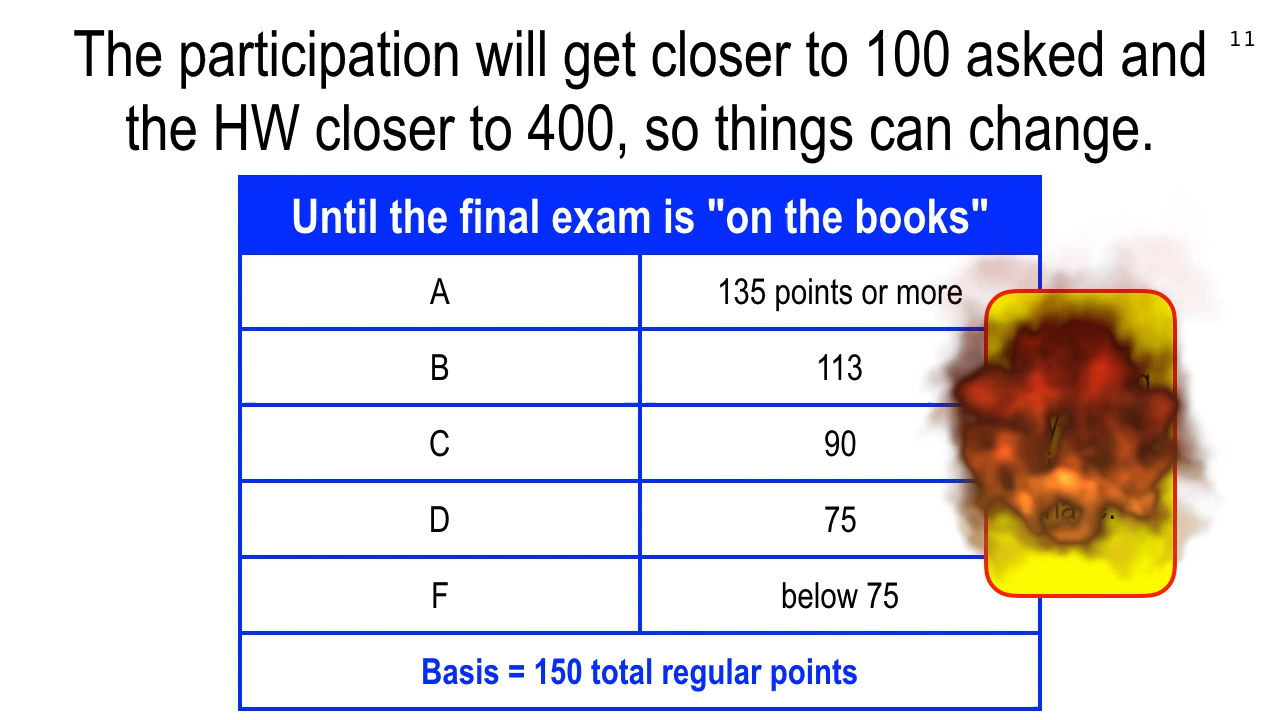 The participation will get closer to 100 asked and
the HW closer to 400, so things can change.
11
Until the final exam is "on the books"
A 135 points or more
B 113
C 90
D 75
F below 75
Basis = 150 total regular points